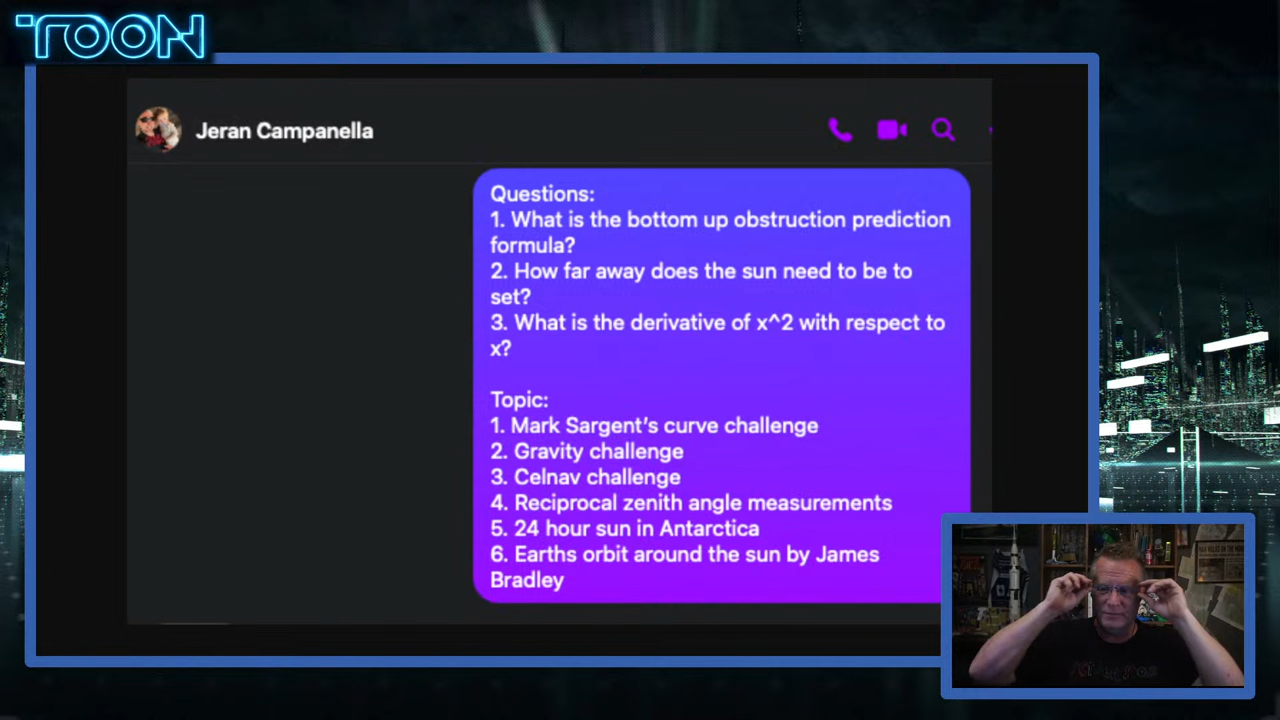 TOON
Jeran Campanella
Questions:
1. What is the bottom up obstruction prediction
formula?
2. How far away does the sun need to be to
set?
3. What is the derivative of x^2 with respect to
x?
Topic:
1. Mark Sargent's curve challenge
2. Gravity challenge
3. Celnav challenge
4. Reciprocal zenith angle measurements
5. 24 hour sun in Antarctica
6. Earths orbit around the sun by James
Bradley